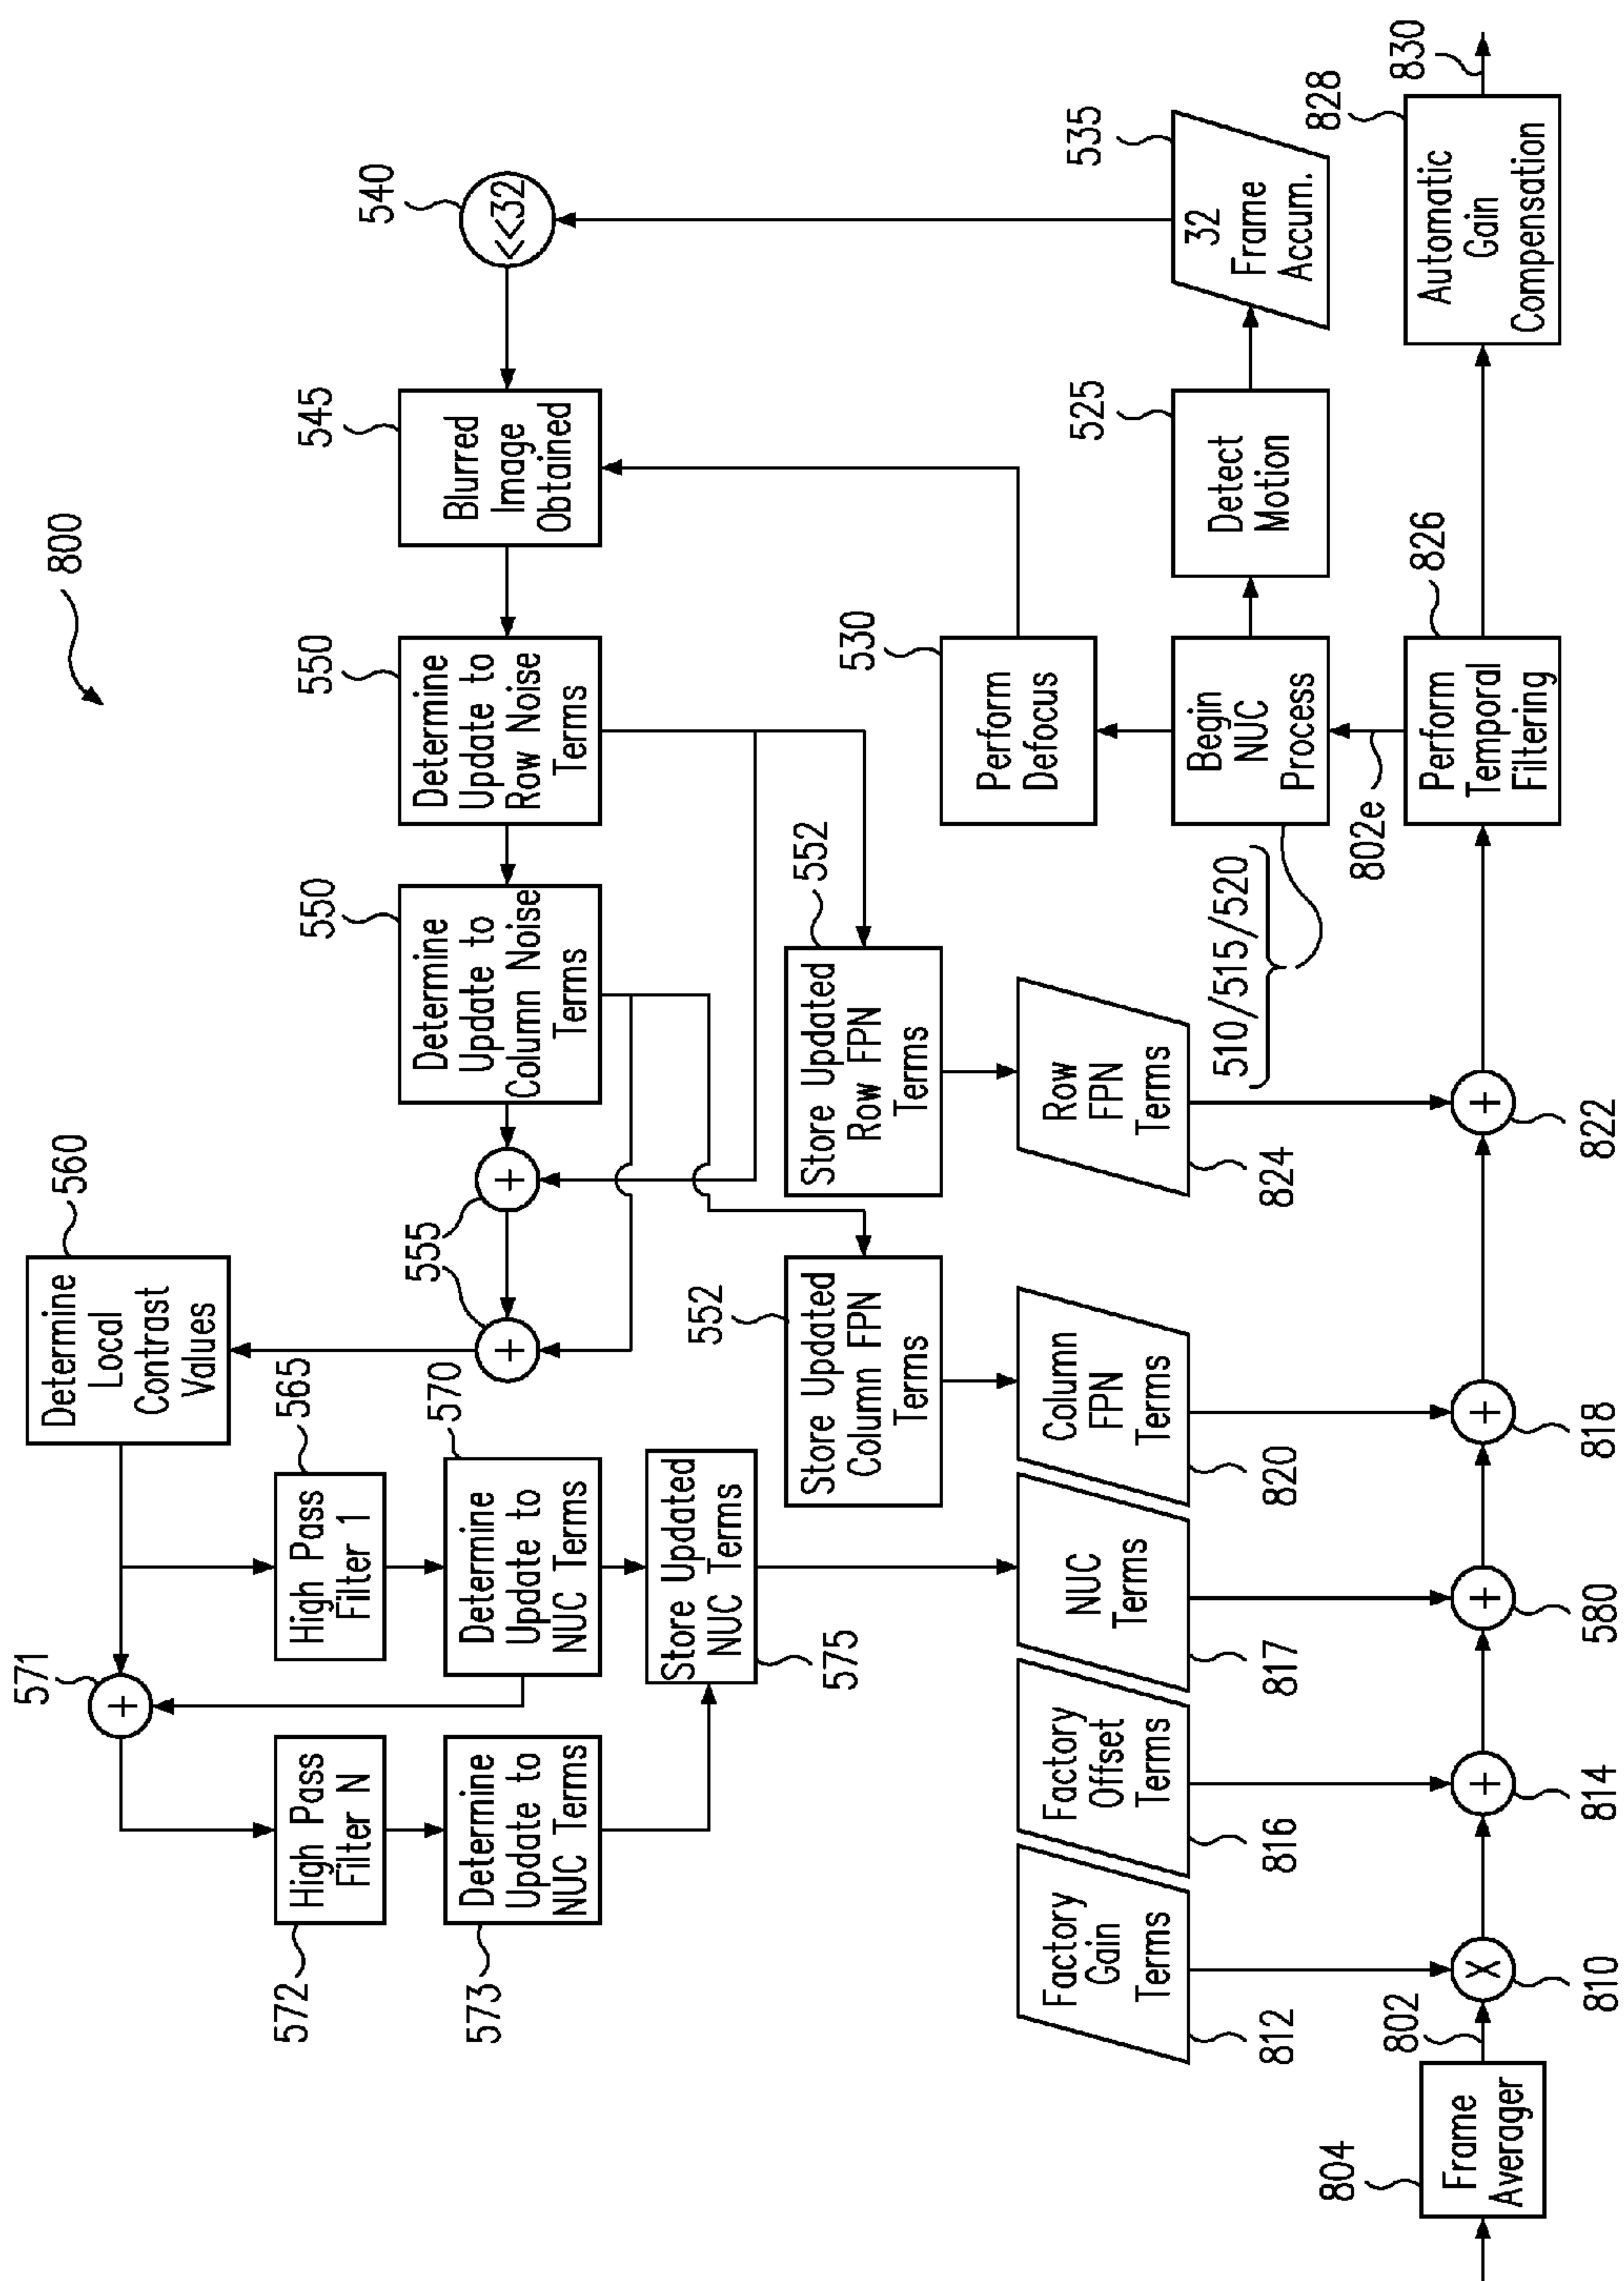 800
560
Determine
Local
Contrast
Values
571
565
High Pass
Filter 1
572
High Pass
Filter N
570
Determine
Update to
NUC Terms
573
Determine
Update to
NUC Terms
Store Updated
NUC Terms
575
555
+
+
+
550
Determine
Update to
Column Noise
Terms
550
Determine
Update to
Row Noise
Terms
545
Blurred
Image
Obtained
540
<<32
552
Store Updated
Column FPN
Terms
552
Store Updated
Row FPN
Terms
530
Perform
Defocus
510/515/520
Begin
NUC
Process
525
Detect
Motion
535
32
Frame
Accum.
812
Factory
Gain
Terms
816
Factory
Offset
Terms
817
NUC
Terms
820
Column
FPN
Terms
824
Row
FPN
Terms
802e
804
Frame
Averager
802
X
810
+
814
+
580
+
818
+
822
826
Perform
Temporal
Filtering
828
Automatic
Gain
Compensation
830